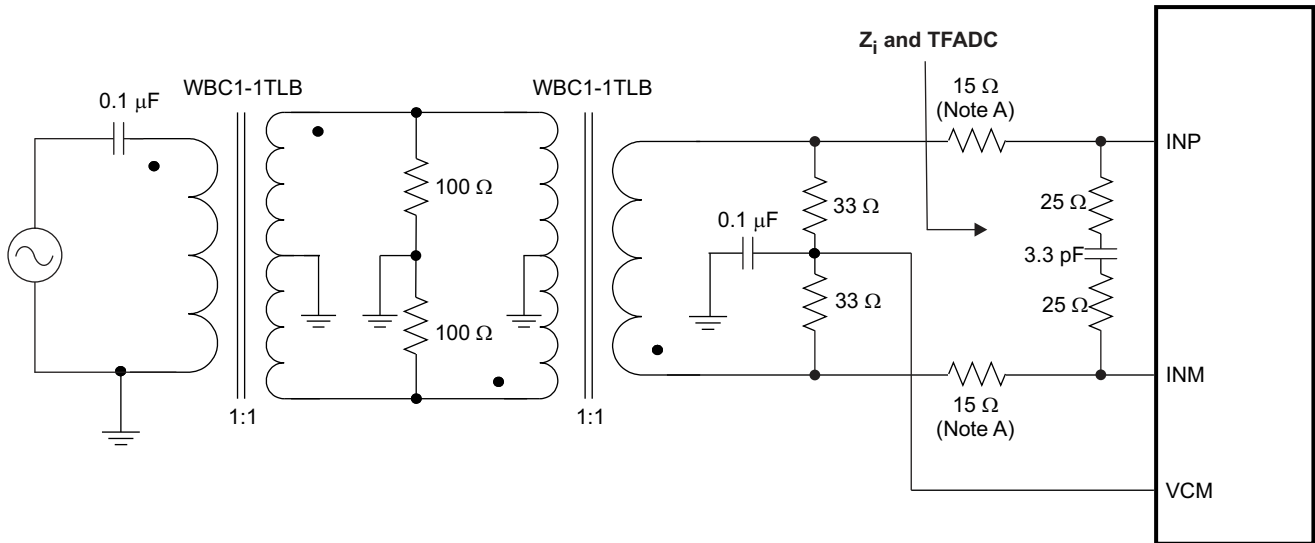 Zi and TFADC
0.1 μF
WBC1-1TLB
WBC1-1TLB
15 Ω
(Note A)
INP
100 Ω
33 Ω
25 Ω
0.1 μF
3.3 pF
33 Ω
25 Ω
100 Ω
INM
1:1
1:1
15 Ω
(Note A)
VCM